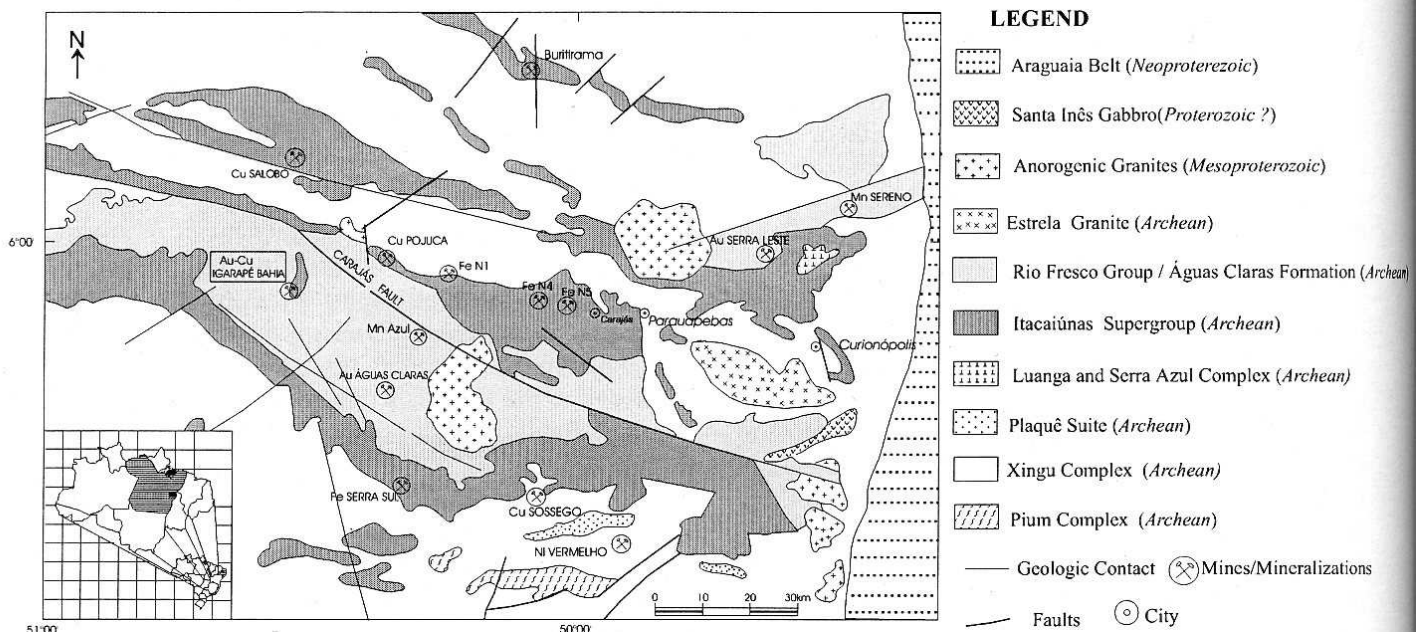 N
Buritirama
Cu SALOBO
Mn SERENO
6°00'
Cu POJUCA
Au SERRA LESTE
Au-Cu
IGARAPÉ BAHIA
CARAJÁS FAULT
Fe N1
Fe N4
Fe N5
Carajás
Parauapebas
Mn Azul
Curionópolis
Au ÁGUAS CLARAS
Fe SERRA SUL
Cu SOSSEGO
NI VERMELHO
0 10 20 30km
51°00'
50°00'
LEGEND
Araguaia Belt (Neoproterezoic)
Santa Inês Gabbro(Proterozoic ?)
Anorogenic Granites (Mesoproterozoic)
Estrela Granite (Archean)
Rio Fresco Group / Águas Claras Formation (Archean)
Itacaiúnas Supergroup (Archean)
Luanga and Serra Azul Complex (Archean)
Plaquê Suite (Archean)
Xingu Complex (Archean)
Pium Complex (Archean)
Geologic Contact
Mines/Mineralizations
Faults
City